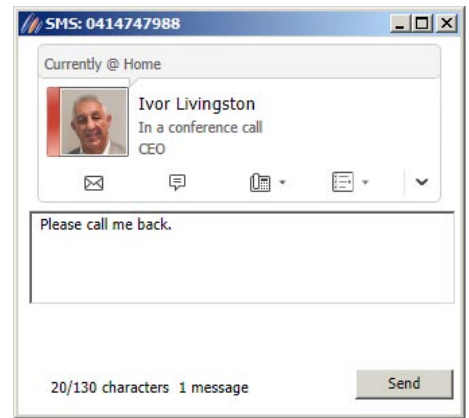 SMS: 0414747988
Currently @ Home
Ivor Livingston
In a conference call
CEO
Please call me back.
20/130 characters 1 message
Send